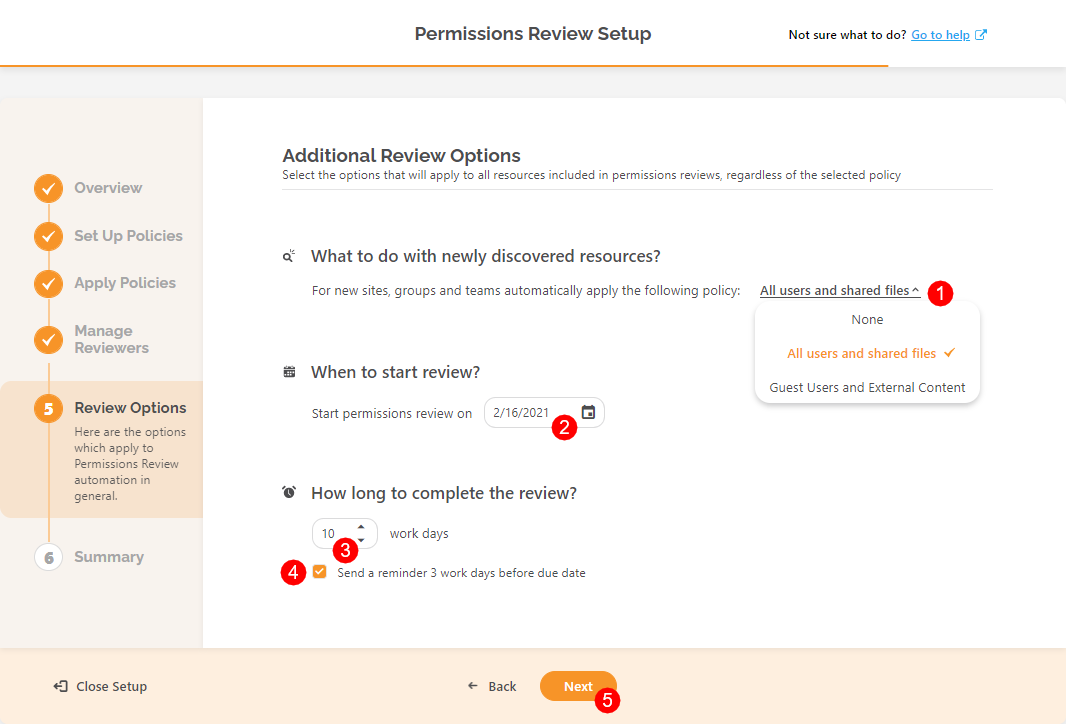 Permissions Review Setup
Not sure what to do? Go to help
Overview
Set Up Policies
Apply Policies
Manage
Reviewers
5
Review Options
Here are the options
which apply to
Permissions Review
automation in
general.
6
Summary
Additional Review Options
Select the options that will apply to all resources included in permissions reviews, regardless of the selected policy
What to do with newly discovered resources?
For new sites, groups and teams automatically apply the following policy: All users and shared files
1
None
All users and shared files
Guest Users and External Content
When to start review?
Start permissions review on 2/16/2021
2
How long to complete the review?
10 work days
3
4
Send a reminder 3 work days before due date
Close Setup
Back
Next
5